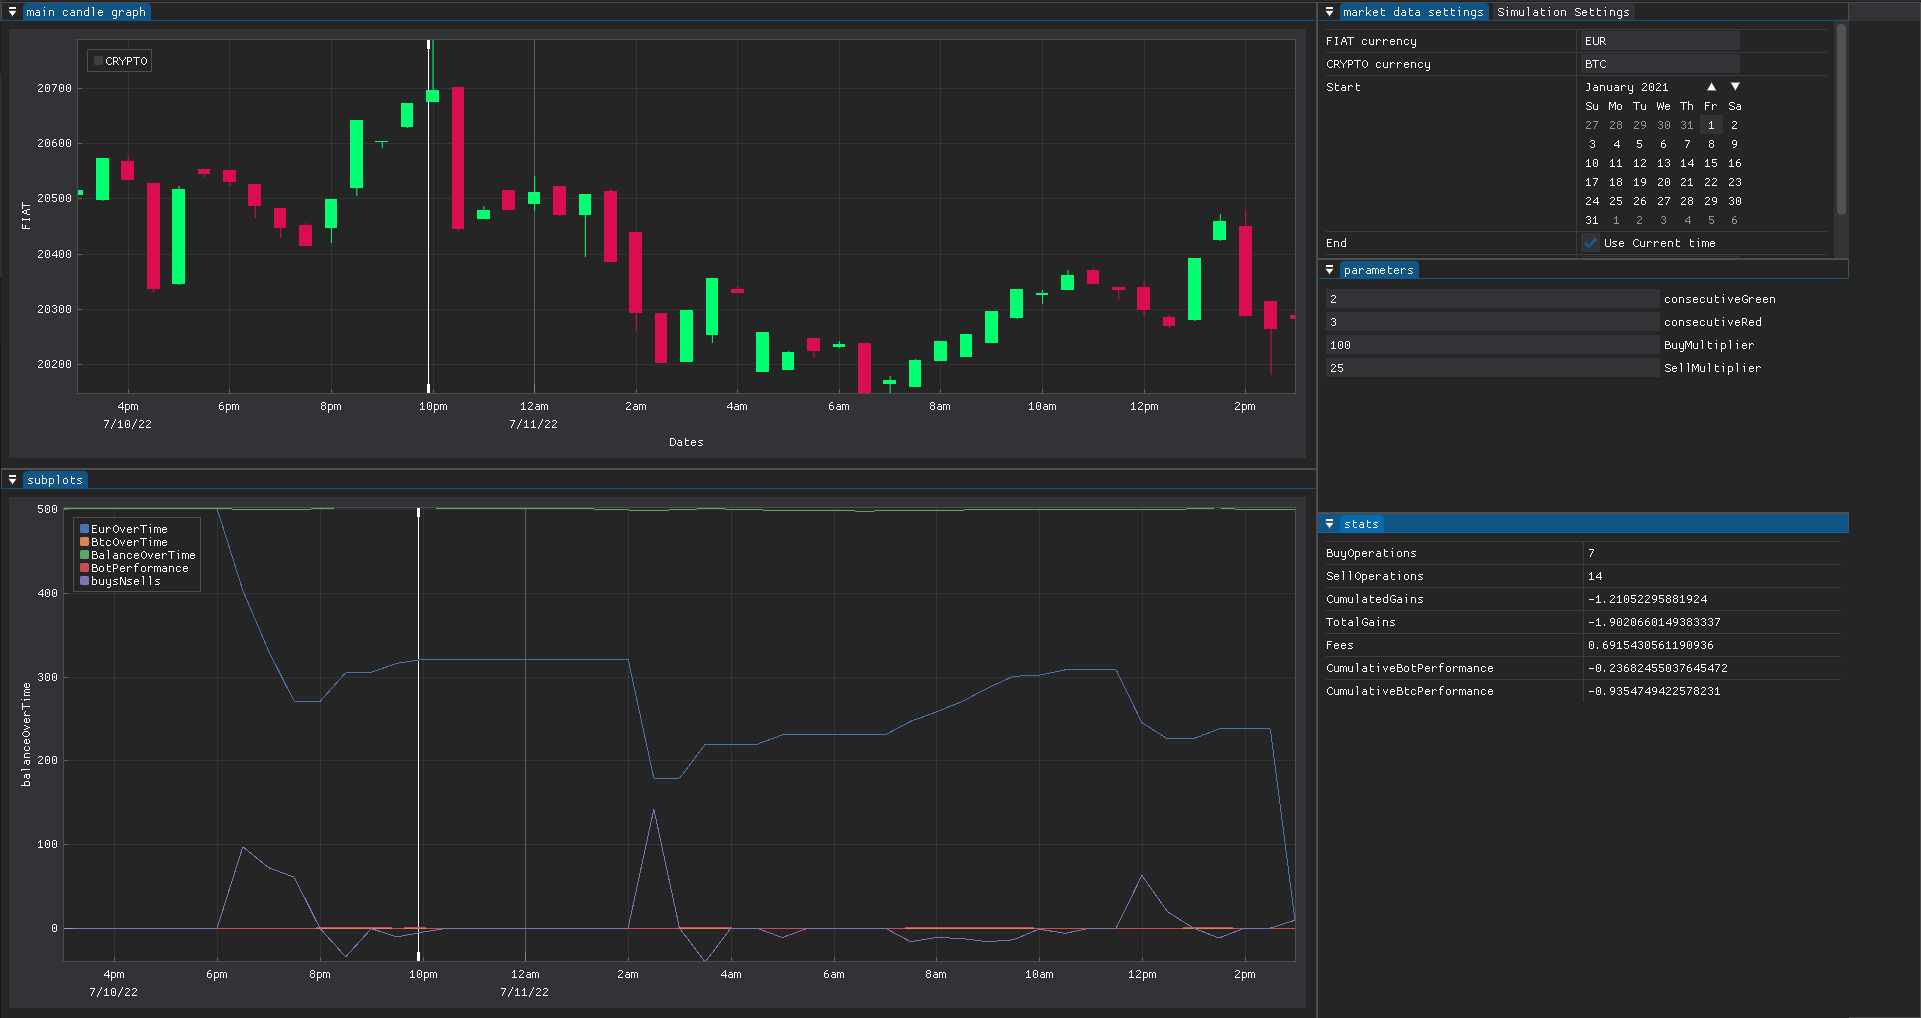 main candle graph
CRYPTO
20700
20600
20500
20400
20300
20200
FIAT
4pm 6pm 8pm 10pm 12am 2am 4am 6am 8am 10am 12pm 2pm
7/10/22 7/11/22
Dates
subplots
EurOverTime
BtcOverTime
BalanceOverTime
BotPerformance
buysNsells
500
400
300
200
100
0
balanceOverTime
4pm 6pm 8pm 10pm 12am 2am 4am 6am 8am 10am 12pm 2pm
7/10/22 7/11/22
market data settings Simulation Settings
FIAT currency EUR
CRYPTO currency BTC
Start January 2021
Su Mo Tu We Th Fr Sa
27 28 29 30 31 1 2
3 4 5 6 7 8 9
10 11 12 13 14 15 16
17 18 19 20 21 22 23
24 25 26 27 28 29 30
31 1 2 3 4 5 6
End Use Current time
parameters
2 consecutiveGreen
3 consecutiveRed
100 BuyMultiplier
25 SellMultiplier
stats
BuyOperations 7
SellOperations 14
CumulatedGains -1.21052295881924
TotalGains -1.9020660149383337
Fees 0.6915430561190936
CumulativeBotPerformance -0.23682455037645472
CumulativeBtcPerformance -0.9354749422578231